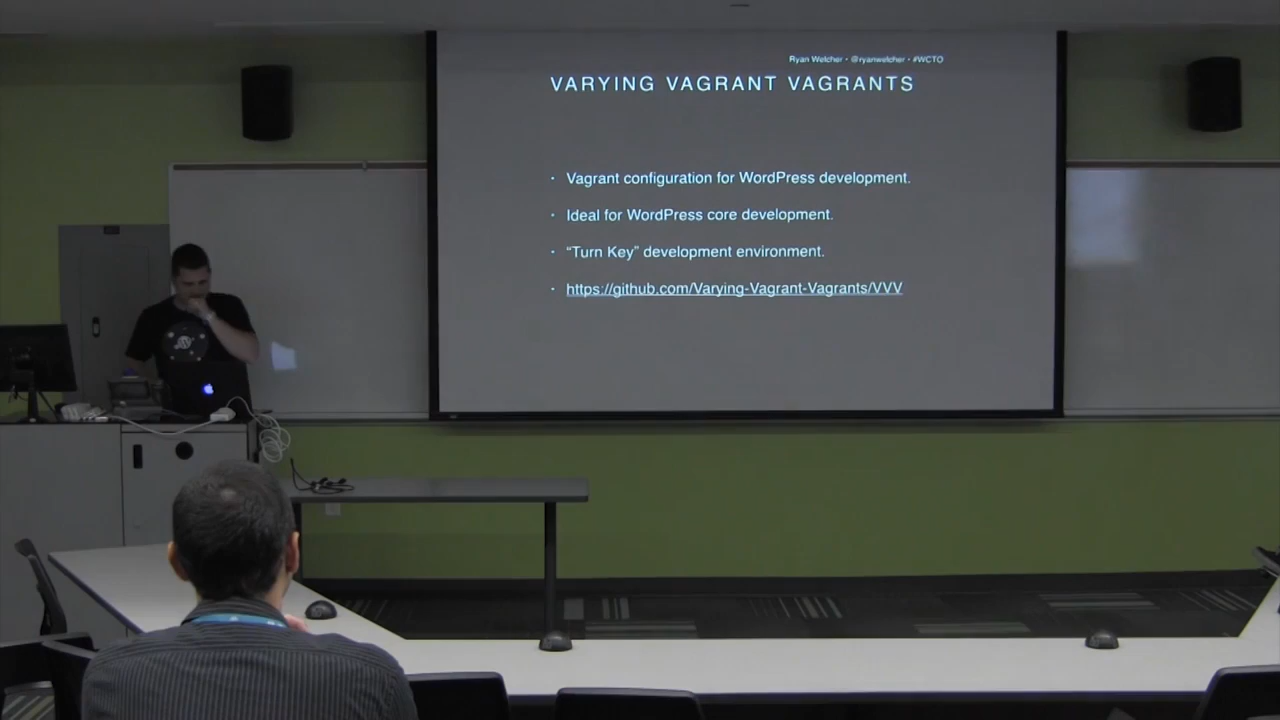 Ryan Welcher • @ryanwelcher • #WCTO
VARYING VAGRANT VAGRANTS
· Vagrant configuration for WordPress development.
· Ideal for WordPress core development.
· “Turn Key” development environment.
· https://github.com/Varying-Vagrant-Vagrants/VVV